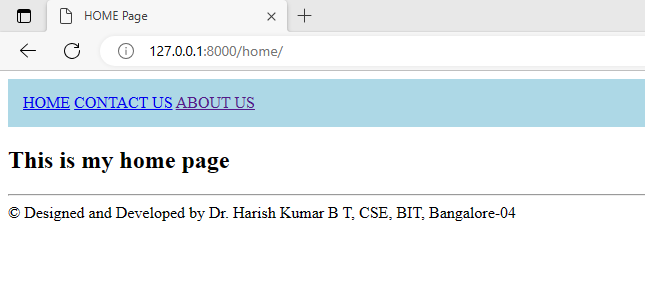 HOME Page
127.0.0.1:8000/home/
HOME CONTACT US ABOUT US
This is my home page
© Designed and Developed by Dr. Harish Kumar B T, CSE, BIT, Bangalore-04